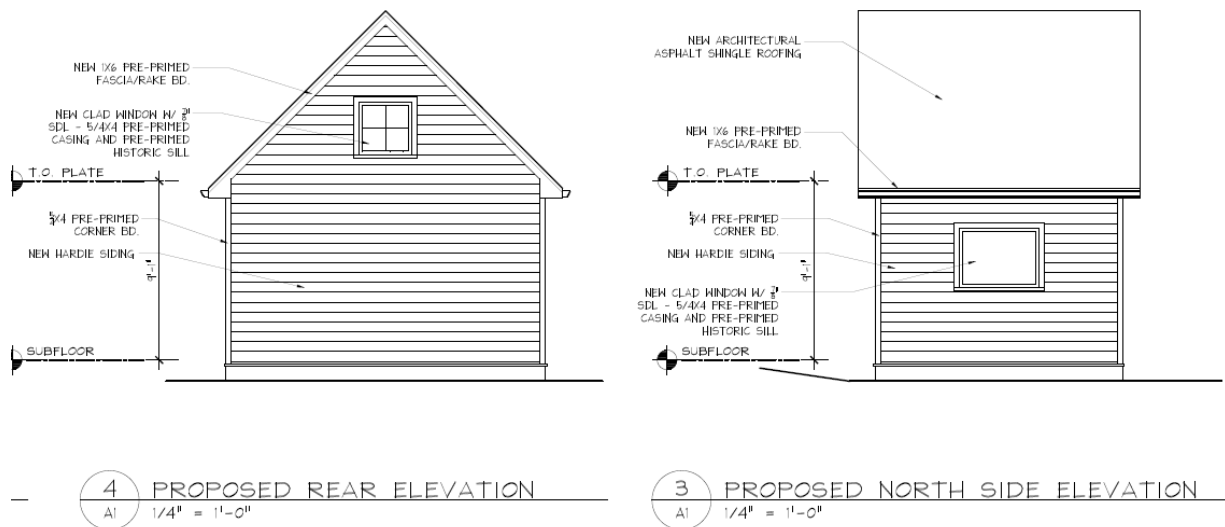 NEW 1X6 PRE-PRIMED
FASCIA/RAKE BD.
NEW CLAD WINDOW W/ 7/8"
SDL - 5/4X4 PRE-PRIMED
CASING AND PRE-PRIMED
HISTORIC SILL
T.O. PLATE
5/4X4 PRE-PRIMED
CORNER BD.
NEW HARDIE SIDING
9'-1"
SUBFLOOR
4
A1
PROPOSED REAR ELEVATION
1/4" = 1'-0"
NEW ARCHITECTURAL
ASPHALT SHINGLE ROOFING
NEW 1X6 PRE-PRIMED
FASCIA/RAKE BD.
T.O. PLATE
5/4X4 PRE-PRIMED
CORNER BD.
NEW HARDIE SIDING
9'-1"
NEW CLAD WINDOW W/ 7/8"
SDL - 5/4X4 PRE-PRIMED
CASING AND PRE-PRIMED
HISTORIC SILL
SUBFLOOR
3
A1
PROPOSED NORTH SIDE ELEVATION
1/4" = 1'-0"